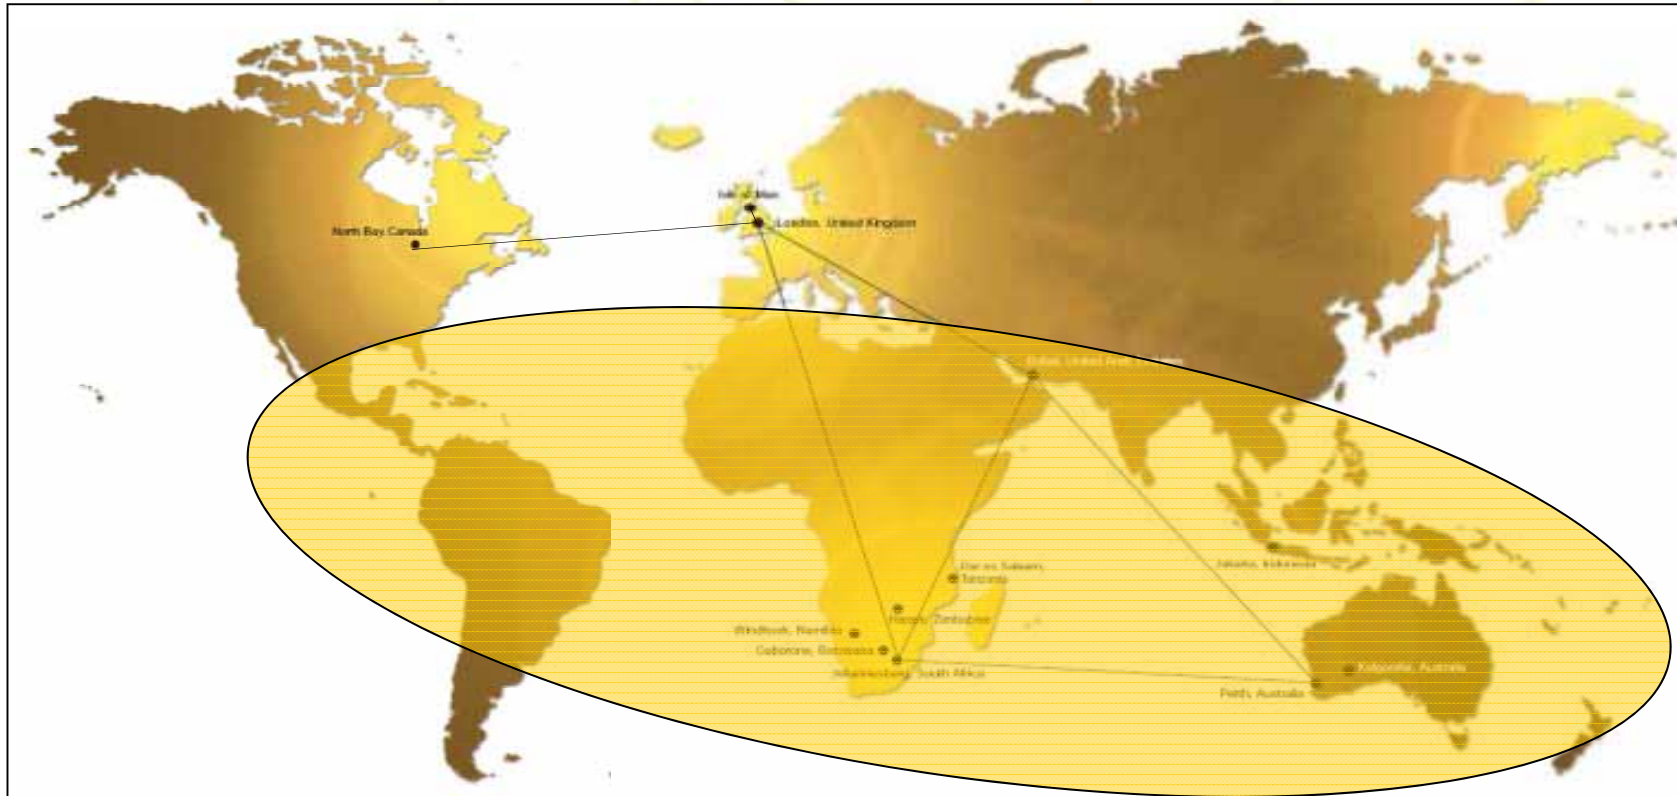 Isle of Man
London, United Kingdom
North Bay, Canada
Dubai, United Arab Emirates
Dar es Salaam,
Tanzania
Jakarta, Indonesia
Harare, Zimbabwe
Windhoek, Namibia
Gaborone, Botswana
Johannesburg, South Africa
Kalgoorlie, Australia
Perth, Australia